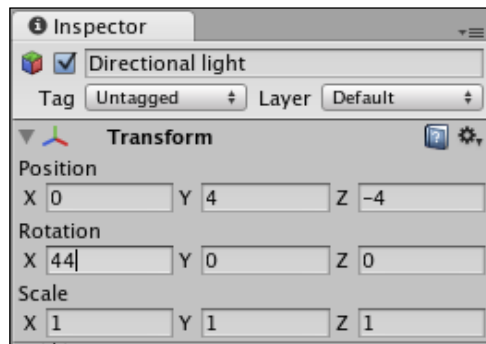 Inspector
Directional light
Tag Untagged Layer Default
Transform
Position
X 0 Y 4 Z -4
Rotation
X 44 Y 0 Z 0
Scale
X 1 Y 1 Z 1